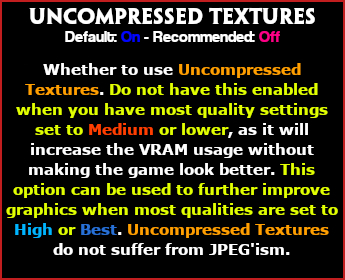 UNCOMPRESSED TEXTURES
Default: On - Recommended: Off
Whether to use Uncompressed
Textures. Do not have this enabled
when you have most quality settings
set to Medium or lower, as it will
increase the VRAM usage without
making the game look better. This
option can be used to further improve
graphics when most qualities are set to
High or Best. Uncompressed Textures
do not suffer from JPEG'ism.